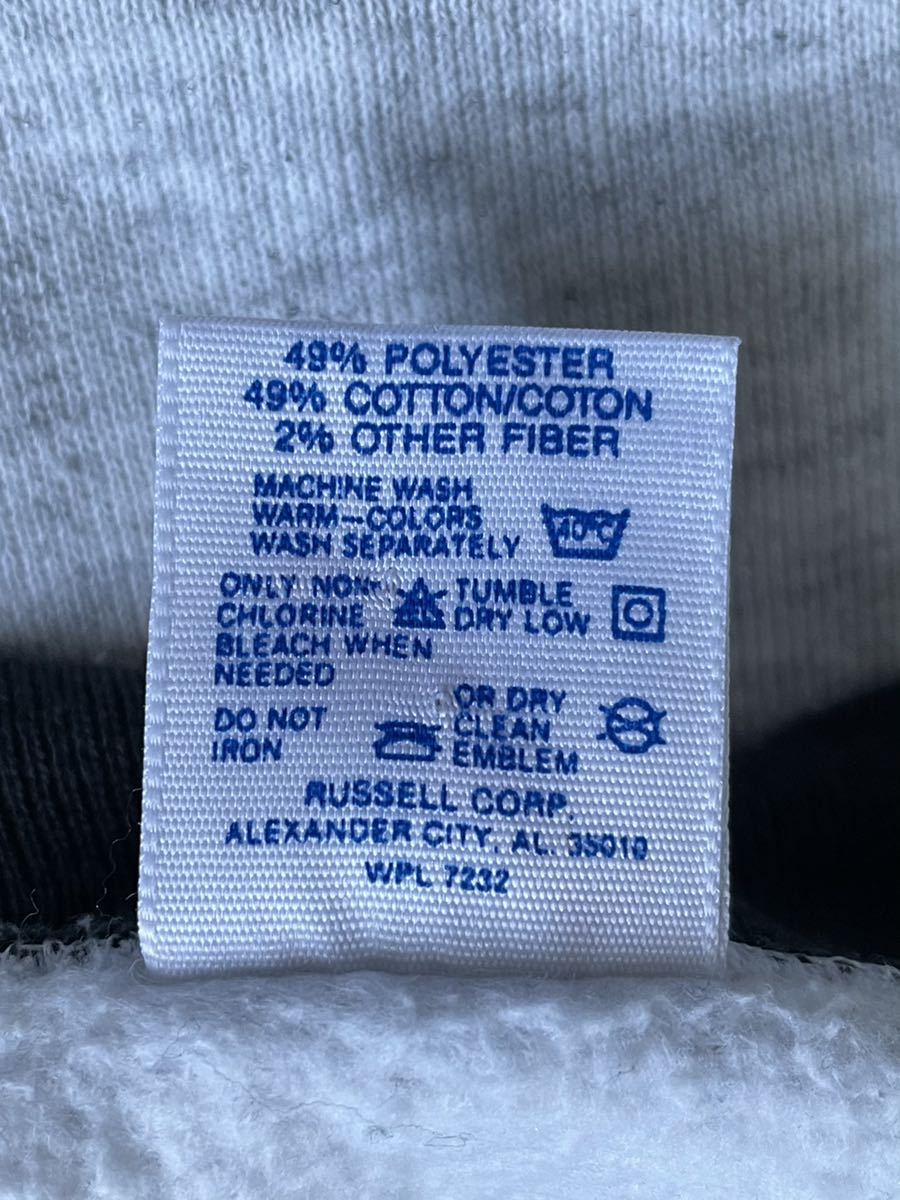 49% POLYESTER
49% COTTON/COTON
2% OTHER FIBER
MACHINE WASH
WARM-COLORS
WASH SEPARATELY
40°C
ONLY NON-
CHLORINE
BLEACH WHEN
NEEDED
TUMBLE
DRY LOW
DO NOT
IRON
OR DRY
CLEAN
EMBLEM
RUSSELL CORP.
ALEXANDER CITY, AL. 35010
WPL 7232